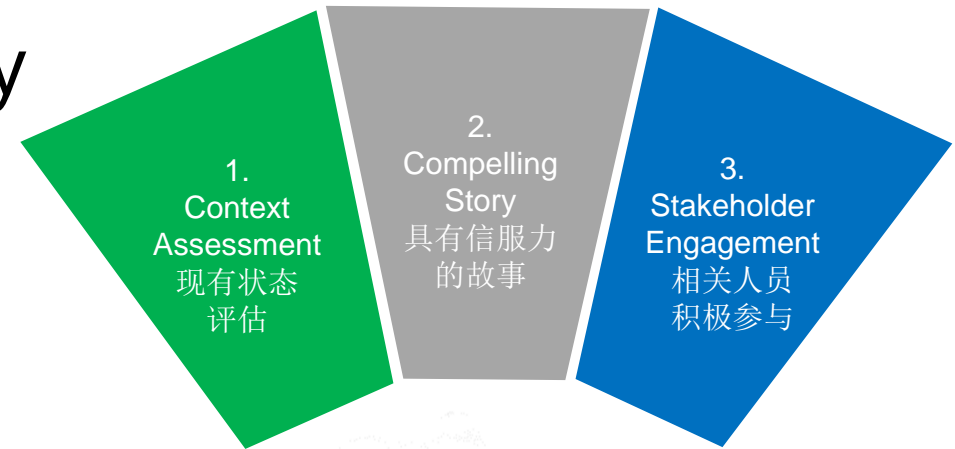 y
1.
Context
Assessment
现有状态
评估
2.
Compelling
Story
具有信服力
的故事
3.
Stakeholder
Engagement
相关人员
积极参与